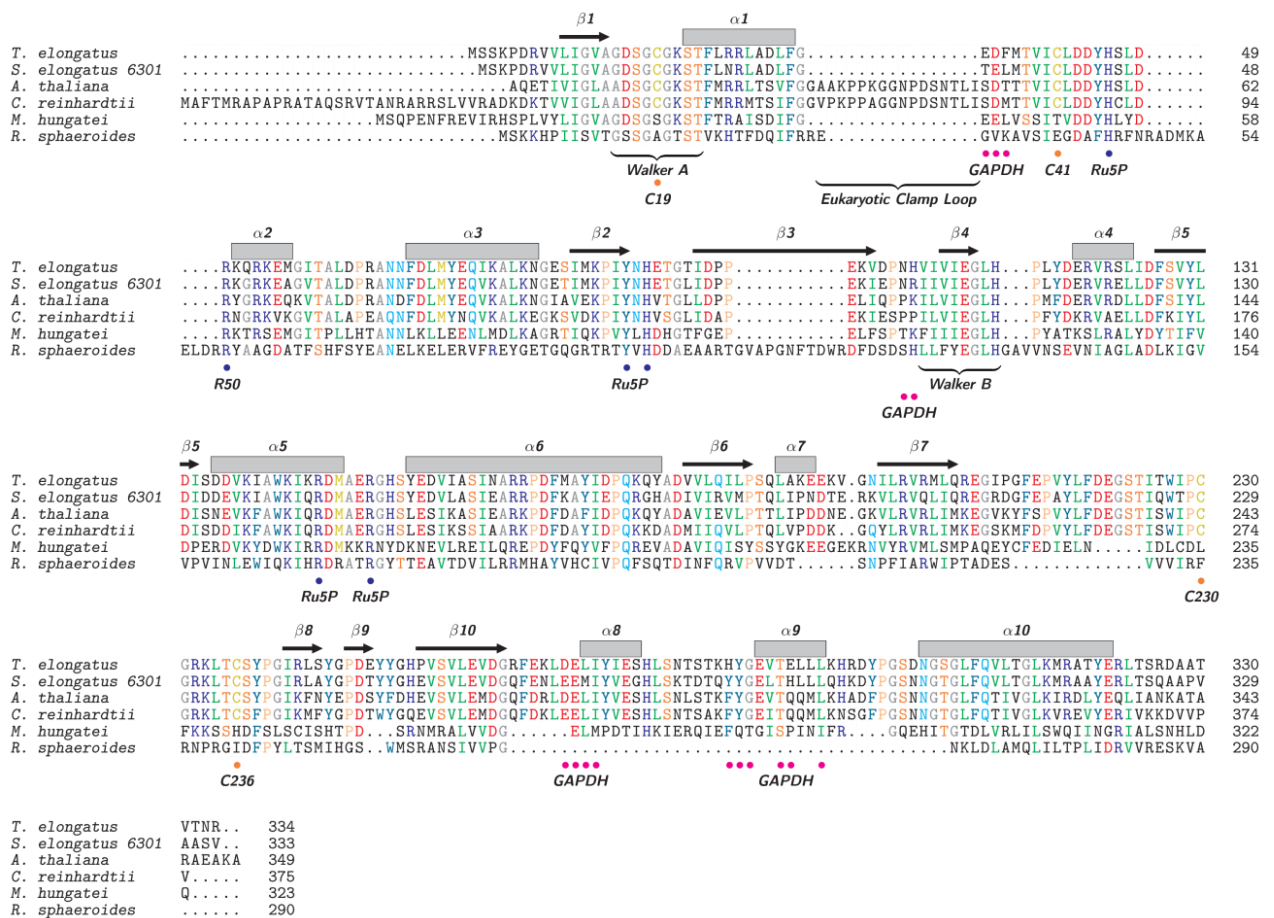 β1 α1
T. elongatus ............................MSSKPDRVVLIGVAGDSGCGKSTFLRRLADLFG.................EDFMTVICLDDYHSLD...... 49
S. elongatus 6301 .............................MSKPDRVVLIGVAGDSGCGKSTFLNRLADLFG.................TELMTVICLDDYHSLD...... 48
A. thaliana ................................AQETIVIGLAADSGCGKSTFMRRLTSVFGGAAKPPKGGNPDSNTLISDTTTVICLDDYHSLD...... 62
C. reinhardtii MAFTMRAPAPRATAQSRVTANRARRSLVVRADKDKTVVIGLAADSGCGKSTFMRRMTSIFGGVPKPPAGGNPDSNTLISDMTTVICLDDYHCLD...... 94
M. hungatei ...................MSQPENFREVIRHSPLVYLIGVAGDSGSGKSTFTRAISDIFG.................EELVSSITVDDYHLYD...... 58
R. sphaeroides ...............................MSKKHPIISVTGSSGAGTSTVKHTFDQIFRRE...............GVKAVSIEGDAFHRFNRADMKA 54
Walker A GAPDH C41 Ru5P
C19 Eukaryotic Clamp Loop
α2 α3 β2 β3 β4 α4 β5
T. elongatus ....RKQRKEMGITALDPRANNFDLMYEQIKALKNGESIMKPIYNHETGTIDPP...........EKVDPNHVIVIEGLH...PLYDERVRSLIDFSVYL 131
S. elongatus 6301 ....RKGRKEAGVTALDPRANNFDLMYEQVKALKNGETIMKPIYNHETGLIDPP...........EKIEPNRIIVIEGLH...PLYDERVRELLDFSVYL 130
A. thaliana ....RYGRKEQKVTALDPRANDFDLMYEQVKALKNGIAVEKPIYNHVTGLLDPP...........ELIQPPKILVIEGLH...PMFDERVRDLLDFSIYL 144
C. reinhardtii ....RNGRKVKGVTALAPEAQNFDLMYNQVKALKEGKSVDKPIYNHVSGLIDAP...........EKIESPPILVIEGLH...PFYDKRVAELLDFSIYL 176
M. hungatei ....RKTRSEMGITPLLHTANNLKLLEENLMDLKAGRTIQKPVYLHDHGTFGEP...........ELFSPTKFIIIEGLH...PYATKSLRALYDYTIFV 140
R. sphaeroides ELDRRYAAGDATFSHFSYEANELKELERVFREYGETGQGRTRTYVHDDAEAARTGVAPGNFTDWRDFDSDSHLLFYEGLHGAVVNSEVNIAGLADLKIGV 154
R50 Ru5P Walker B
GAPDH
β5 α5 α6 β6 α7 β7
T. elongatus DISDDVKIAWKIKRDMAERGHSYEDVIASIENARRPDFMAYIDPQKQYADVVLQILPSQLAKEEKV.GNILRVRMLQREGIPGFEPVYLFDEGSTITWIPC 230
S. elongatus 6301 DIDDEVKIAWKIQRDMAERGHSYEDVLASIENARRPDFKAYIEPQRGHADIVIRVMPTQLIPNDTE.RKVLRVQLIQREGRDGFEPAYLFDEGSTIQWTPC 229
A. thaliana DISNEVKFAWKIQRDMAERGHSLESIKASIEARKPDFDAYIDPQKQYADAVIEVLPTTLIPDDNE.GKVLRVRLIMKEGVKYFSPVYLFDEGSTISWIPC 243
C. reinhardtii DISDDIKFAWKIQRDMAERGHSLESIKSSIAARKPDFDAYIDPQKKDADMIIQVLPTQLVPDDK..GQYLRVRLIMKEGSKMFDPVYLFDEGSTISWIPC 274
M. hungatei DPERDVKYDWKIRRDMKKRNYDKNEVLREILQREPDYFQYVFPQREVADAVIQISYSSYGKEEGEKRNVYRVMLSMPAQEYCFEDIELN.....IDLCDL 235
R. sphaeroides VPVINLEWIQKIHRDRATRGYTTEAVTDVILRRMHAYVHCIVPQFSQTDINFQRVPVVDT.....SNPFIARWIPTADES..........VVVIRF 235
Ru5P Ru5P C230
β8 β9 β10 α8 α9 α10
T. elongatus GRKLTCSYPGIRLSYGPDEYYGHPVSVLEVDGRFEKLDELIYIESHLSNTSTKHYGEVTELLLKHRDYPGSDNGSGLFQVLTGLKMRATYERLTSRDAAT 330
S. elongatus 6301 GRKLTCSYPGIRLAYGPDTYYGHEVSVLEVDGQFENLEEMIYVEGHLSKTDTQYYGELTHLLLQHKDYPGSNNGTGLFQVLTGLKMRAAYERLTSQAAPV 329
A. thaliana GRKLTCSYPGIKFNYEPDSYFDHEVSVLEMDGQFDRLDELIYVESHLSNLSTKFYGEVTQQMLKHADFPGSNNGTGLFQTIVGLKIRDLYEQLIANKATA 343
C. reinhardtii GRKLTCSFPGIKMFYGPDTWYGQEVSVLEMDGQFDKLEELIYVESHLSNTSAKFYGEITQQMLKNSGFPGSNNGTGLFQTIVGLKVREVYERIVKKDVVP 374
M. hungatei FKKSSHDFSLSCISHTPD...SRNMRALVVDG......ELMPDTIHKIERQIEFQTGISPINIFR...GQEHITGTDLVRLILSWQIINGRIALSNHLD 322
R. sphaeroides RNPRGIDFPYLTSMIHGS..WMSRANSIVVPG...........................................NKLDLAMQLILTPLIDRVVRESKVA 290
C236 GAPDH GAPDH
T. elongatus VTNR.. 334
S. elongatus 6301 AASV.. 333
A. thaliana RAEAKA 349
C. reinhardtii V..... 375
M. hungatei Q..... 323
R. sphaeroides ...... 290